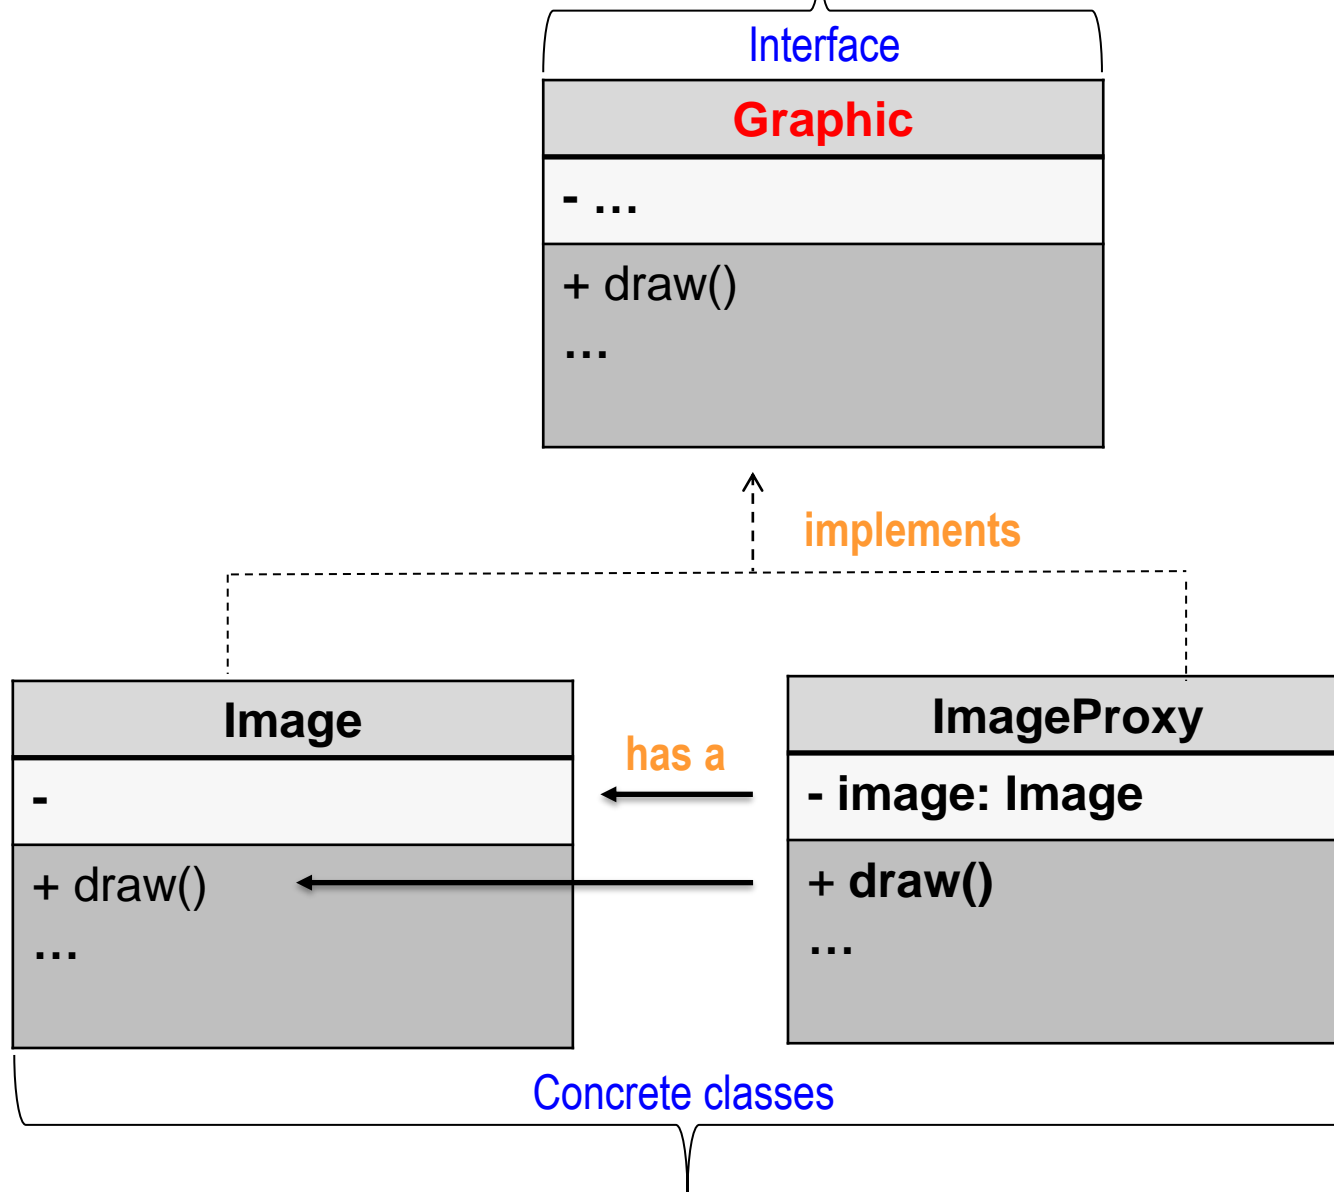 Interface
Graphic
- ...
+ draw()
...
implements
Image
ImageProxy
has a
-
- image: Image
+ draw()
...
+ draw()
...
Concrete classes